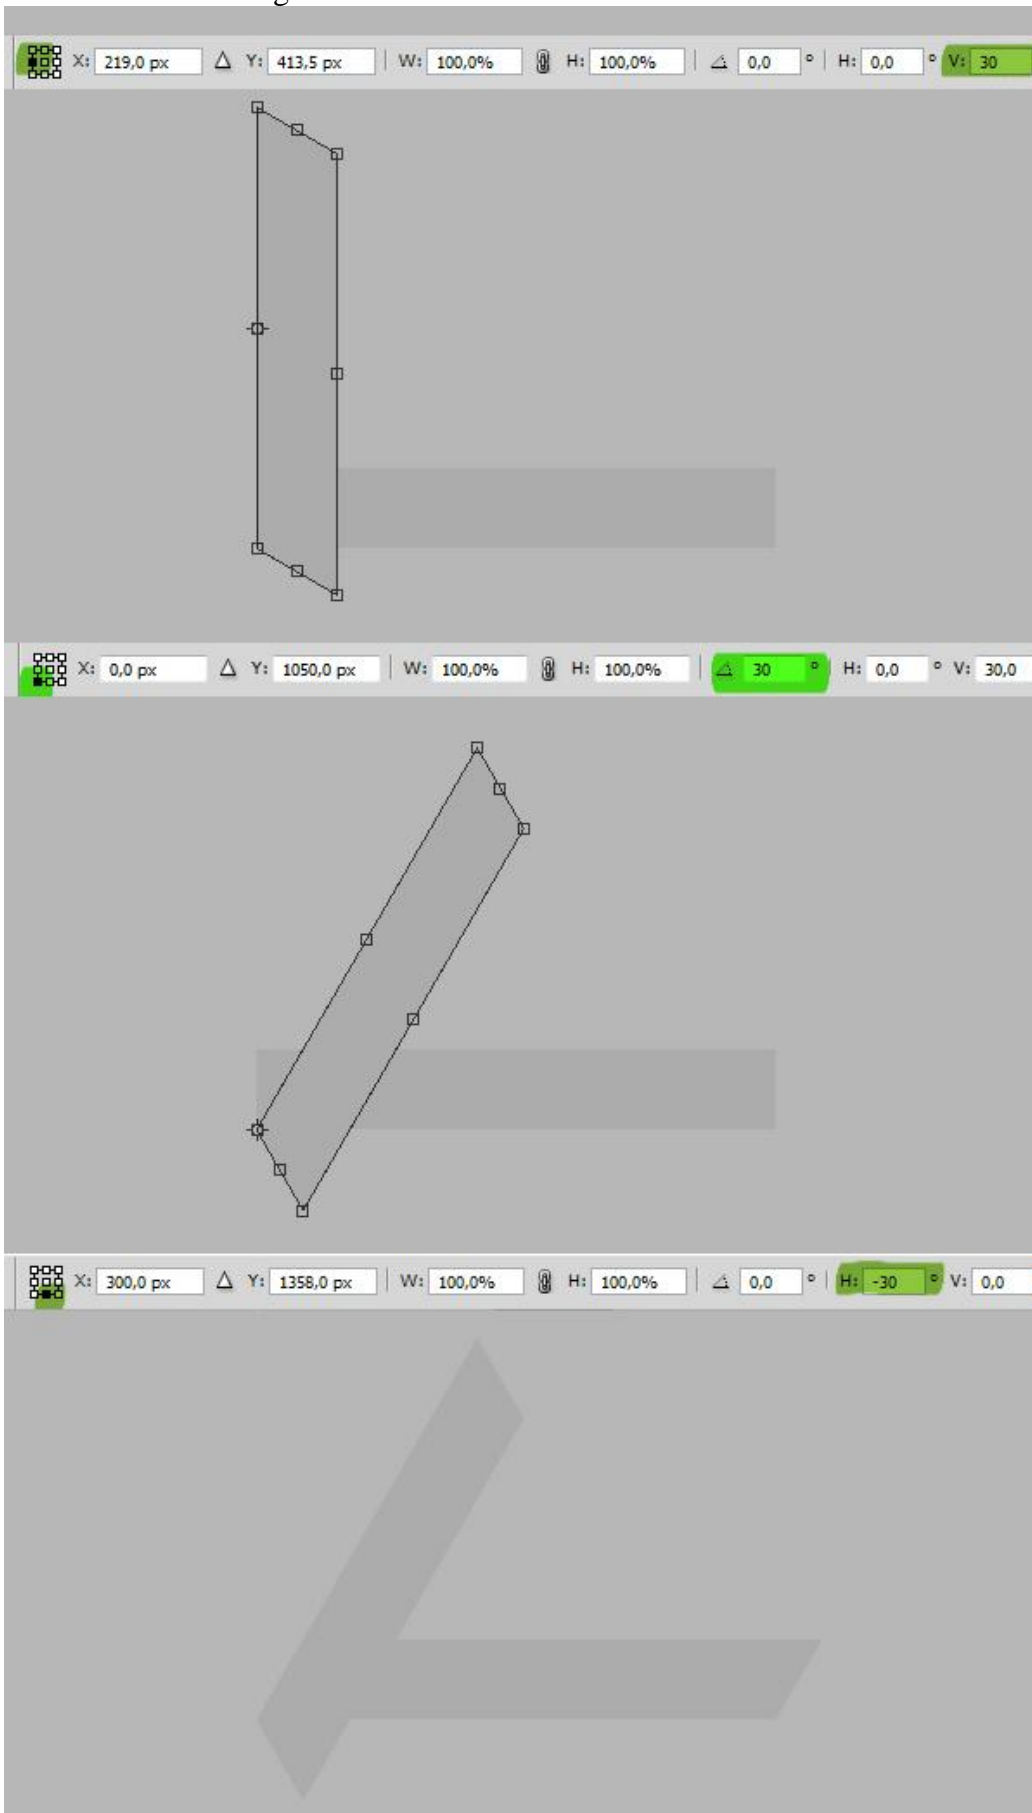 X: 219,0 px Δ Y: 413,5 px W: 100,0% H: 100,0% 0,0 ° H: 0,0 ° V: 30
X: 0,0 px Δ Y: 1050,0 px W: 100,0% H: 100,0% 30 ° H: 0,0 ° V: 30,0
X: 300,0 px Δ Y: 1358,0 px W: 100,0% H: 100,0% 0,0 ° H: -30 ° V: 0,0